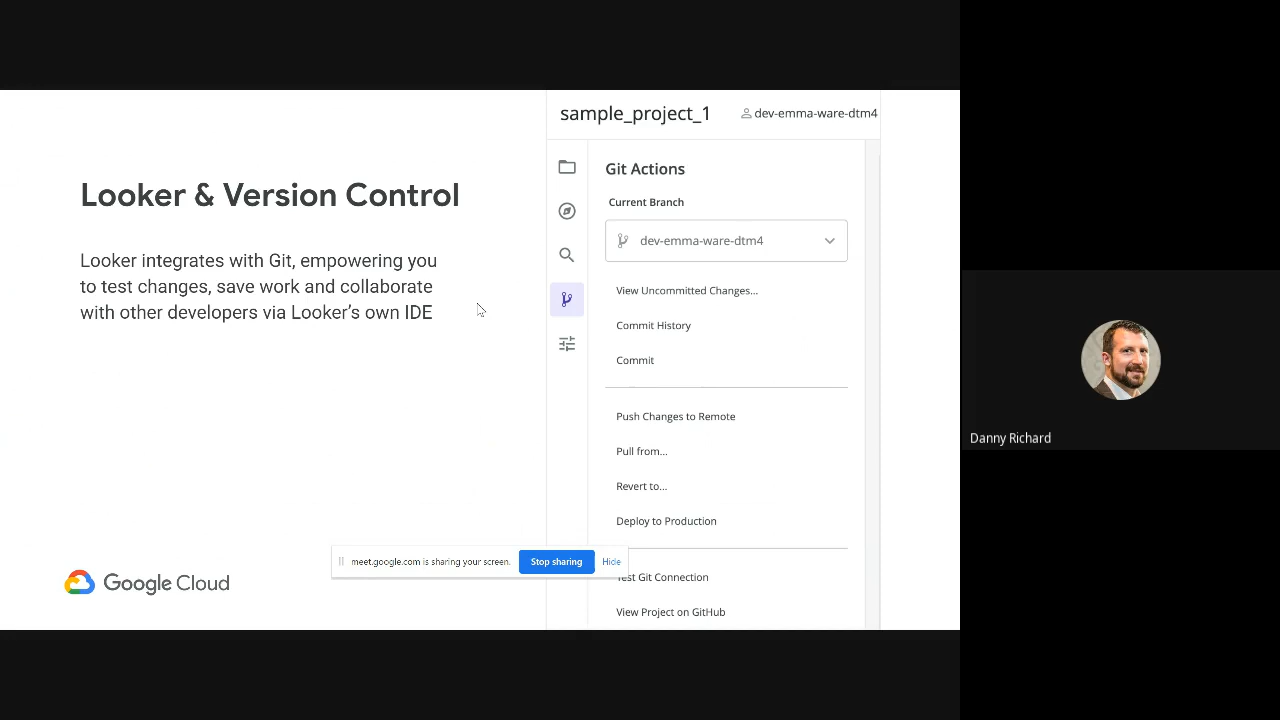 Looker & Version Control
Looker integrates with Git, empowering you
to test changes, save work and collaborate
with other developers via Looker's own IDE
Google Cloud
sample_project_1
dev-emma-ware-dtm4
Git Actions
Current Branch
dev-emma-ware-dtm4
View Uncommitted Changes...
Commit History
Commit
Push Changes to Remote
Pull from...
Revert to...
Deploy to Production
meet.google.com is sharing your screen.
Stop sharing
Hide
Test Git Connection
View Project on GitHub
Danny Richard